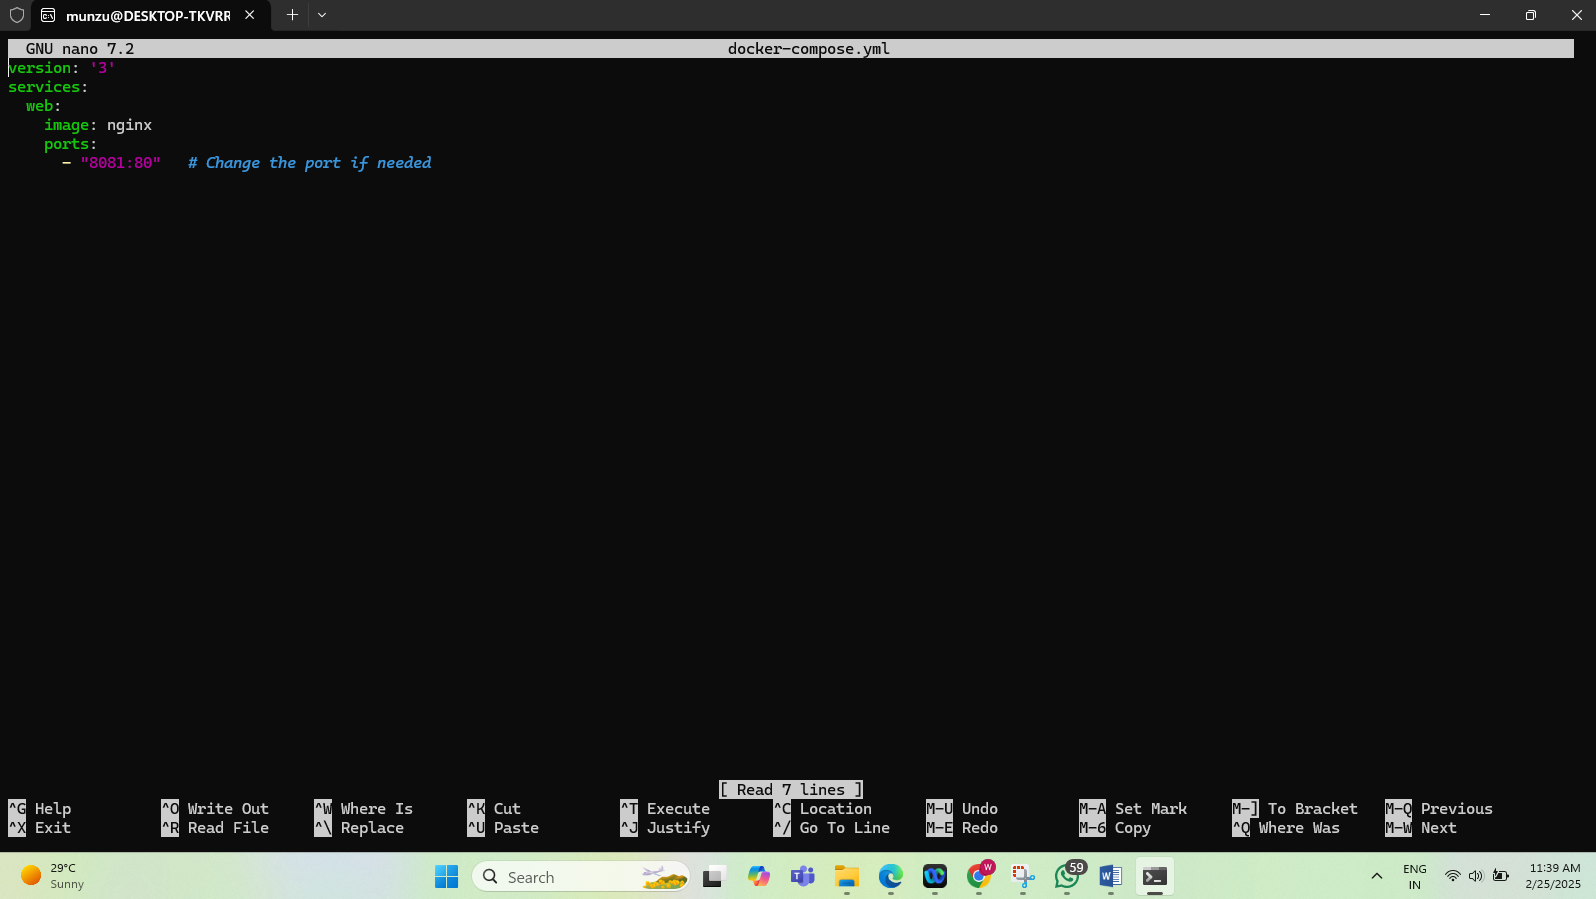 munzu@DESKTOP-TKVRR
GNU nano 7.2 docker-compose.yml
version: '3'
services:
  web:
    image: nginx
    ports:
      - "8081:80"   # Change the port if needed
[ Read 7 lines ]
^G Help ^O Write Out ^W Where Is ^K Cut ^T Execute ^C Location M-U Undo M-A Set Mark M-] To Bracket M-Q Previous
^X Exit ^R Read File ^\ Replace ^U Paste ^J Justify ^/ Go To Line M-E Redo M-6 Copy ^Q Where Was M-W Next
29°C
Sunny
Search
W
59
ENG
IN
11:39 AM
2/25/2025